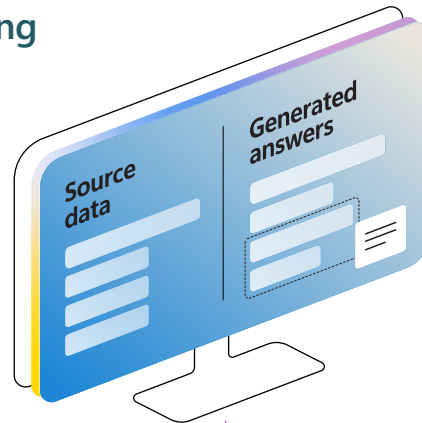 ng
Source
data
Generated
answers